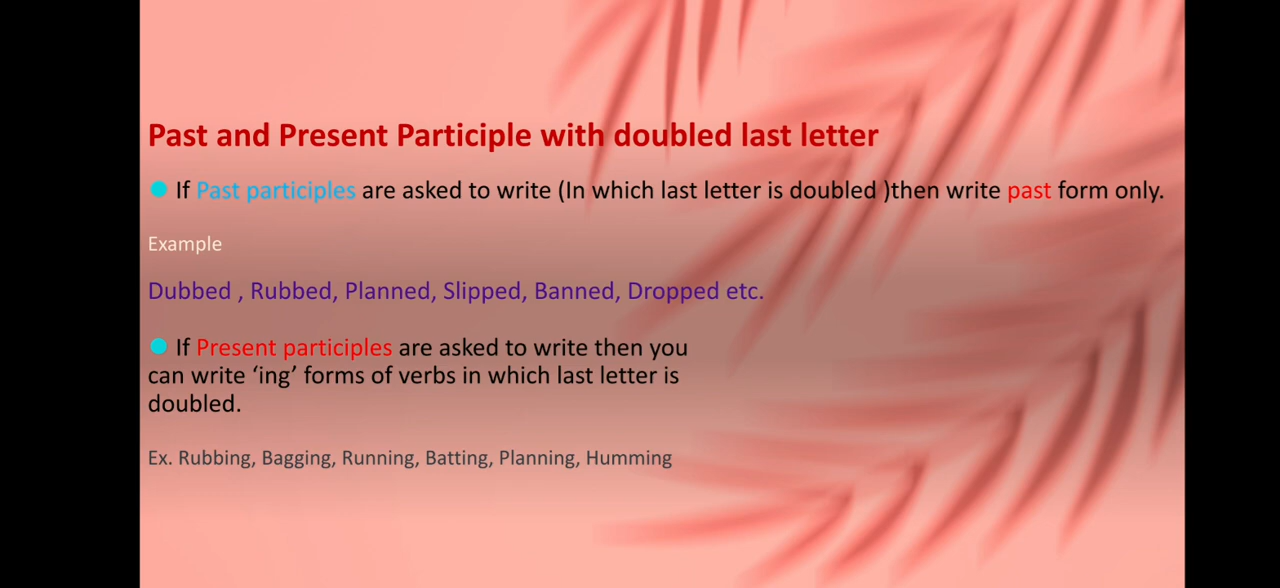 Past and Present Participle with doubled last letter
If Past participles are asked to write (In which last letter is doubled )then write past form only.
Example
Dubbed , Rubbed, Planned, Slipped, Banned, Dropped etc.
If Present participles are asked to write then you
can write ‘ing’ forms of verbs in which last letter is
doubled.
Ex. Rubbing, Bagging, Running, Batting, Planning, Humming